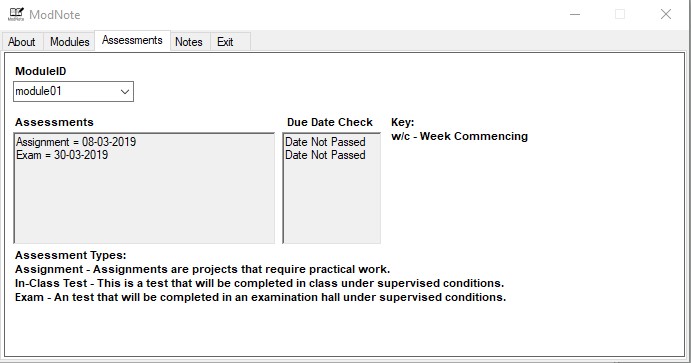 ModNote
ModNote
About Modules Assessments Notes Exit
ModuleID
module01
Assessments
Assignment = 08-03-2019
Exam = 30-03-2019
Due Date Check
Date Not Passed
Date Not Passed
Key:
w/c - Week Commencing
Assessment Types:
Assignment - Assignments are projects that require practical work.
In-Class Test - This is a test that will be completed in class under supervised conditions.
Exam - An test that will be completed in an examination hall under supervised conditions.